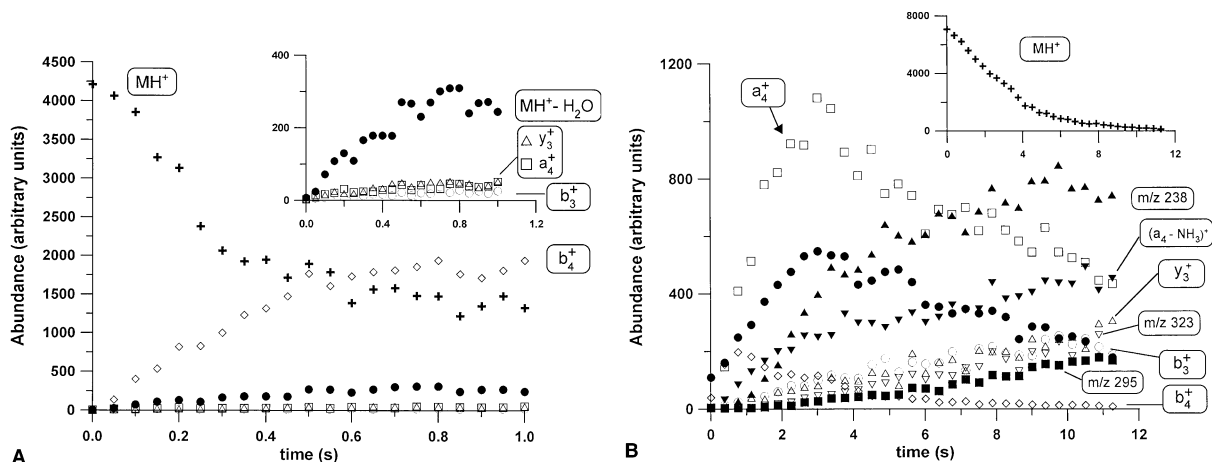 4500
4000
3500
3000
2500
2000
1500
1000
500
0
Abundance (arbitrary units)
0.0
0.2
0.4
0.6
0.8
1.0
time (s)
A
MH+
400
200
0
0.0
0.4
0.8
1.2
MH+- H2O
y3+
a4+
b3+
b4+
1200
800
400
0
Abundance (arbitrary units)
0
2
4
6
8
10
12
time (s)
B
a4+
8000
4000
0
0
4
8
12
MH+
m/z 238
(a4 - NH3)+
y3+
m/z 323
b3+
m/z 295
b4+